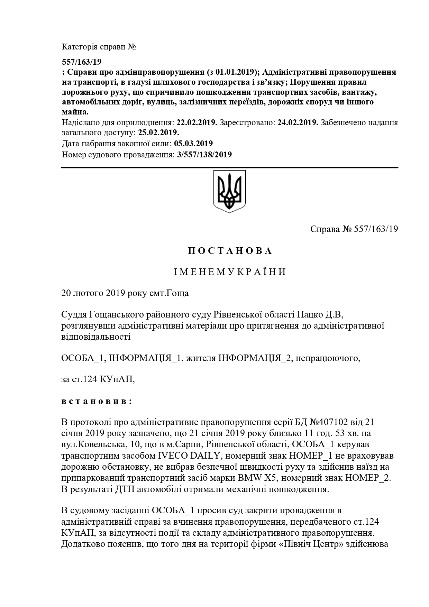 Категорія справи №
557/163/19
: Справи про адмінправопорушення (з 01.01.2019); Адміністративні правопорушення
на транспорті, в галузі шляхового господарства і зв’язку; Порушення правил
дорожнього руху, що спричинило пошкодження транспортних засобів, вантажу,
автомобільних доріг, вулиць, залізничних переїздів, дорожніх споруд чи іншого
майна.
Надіслано для оприлюднення: 22.02.2019. Зареєстровано: 24.02.2019. Забезпечено надання
загального доступу: 25.02.2019.
Дата набрання законної сили: 05.03.2019
Номер судового провадження: 3/557/138/2019
Справа № 557/163/19
П О С Т А Н О В А
І М Е Н Е М У К Р А Ї Н И
20 лютого 2019 року смт.Гоща
Суддя Гощанського районного суду Рівненської області Пацко Д.В,
розглянувши адміністративні матеріали про притягнення до адміністративної
відповідальності
ОСОБА_1, ІНФОРМАЦІЯ_1. жителя ІНФОРМАЦІЯ_2, непрацюючого,
за ст.124 КУпАП,
в с т а н о в и в :
В протоколі про адміністративне правопорушення серії БД №407102 від 21
січня 2019 року зазначено, що 21 січня 2019 року близько 11 год. 53 хв. на
вул.Ковельська, 10, що в м.Сарни, Рівненської області, ОСОБА_1 керував
транспортним засобом IVECO DAILY, номерний знак НОМЕР_1 не враховував
дорожню обстановку, не вибрав безпечної швидкості руху та здійснив наїзд на
припаркований транспортний засіб марки BMW X5, номерний знак НОМЕР_2.
В результаті ДТП автомобілі отримали механічні пошкодження.
В судовому засіданні ОСОБА_1 просив суд закрити провадження в
адміністративній справі за вчинення правопорушення, передбаченого ст.124
КУпАП, за відсутності події та складу адміністративного правопорушення.
Додатково пояснив, що того дня на території фірми «Північ Центр» здійснював